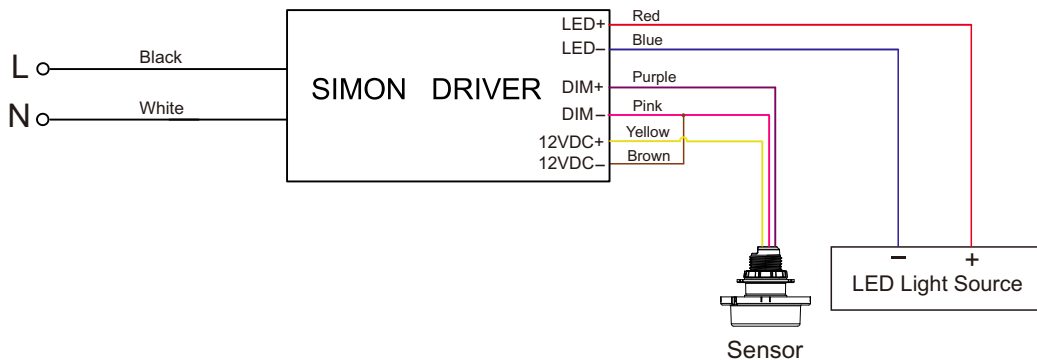 L
Black
N
White
SIMON DRIVER
LED+
LED–
DIM+
DIM–
12VDC+
12VDC–
Red
Blue
Purple
Pink
Yellow
Brown
– +
LED Light Source
Sensor